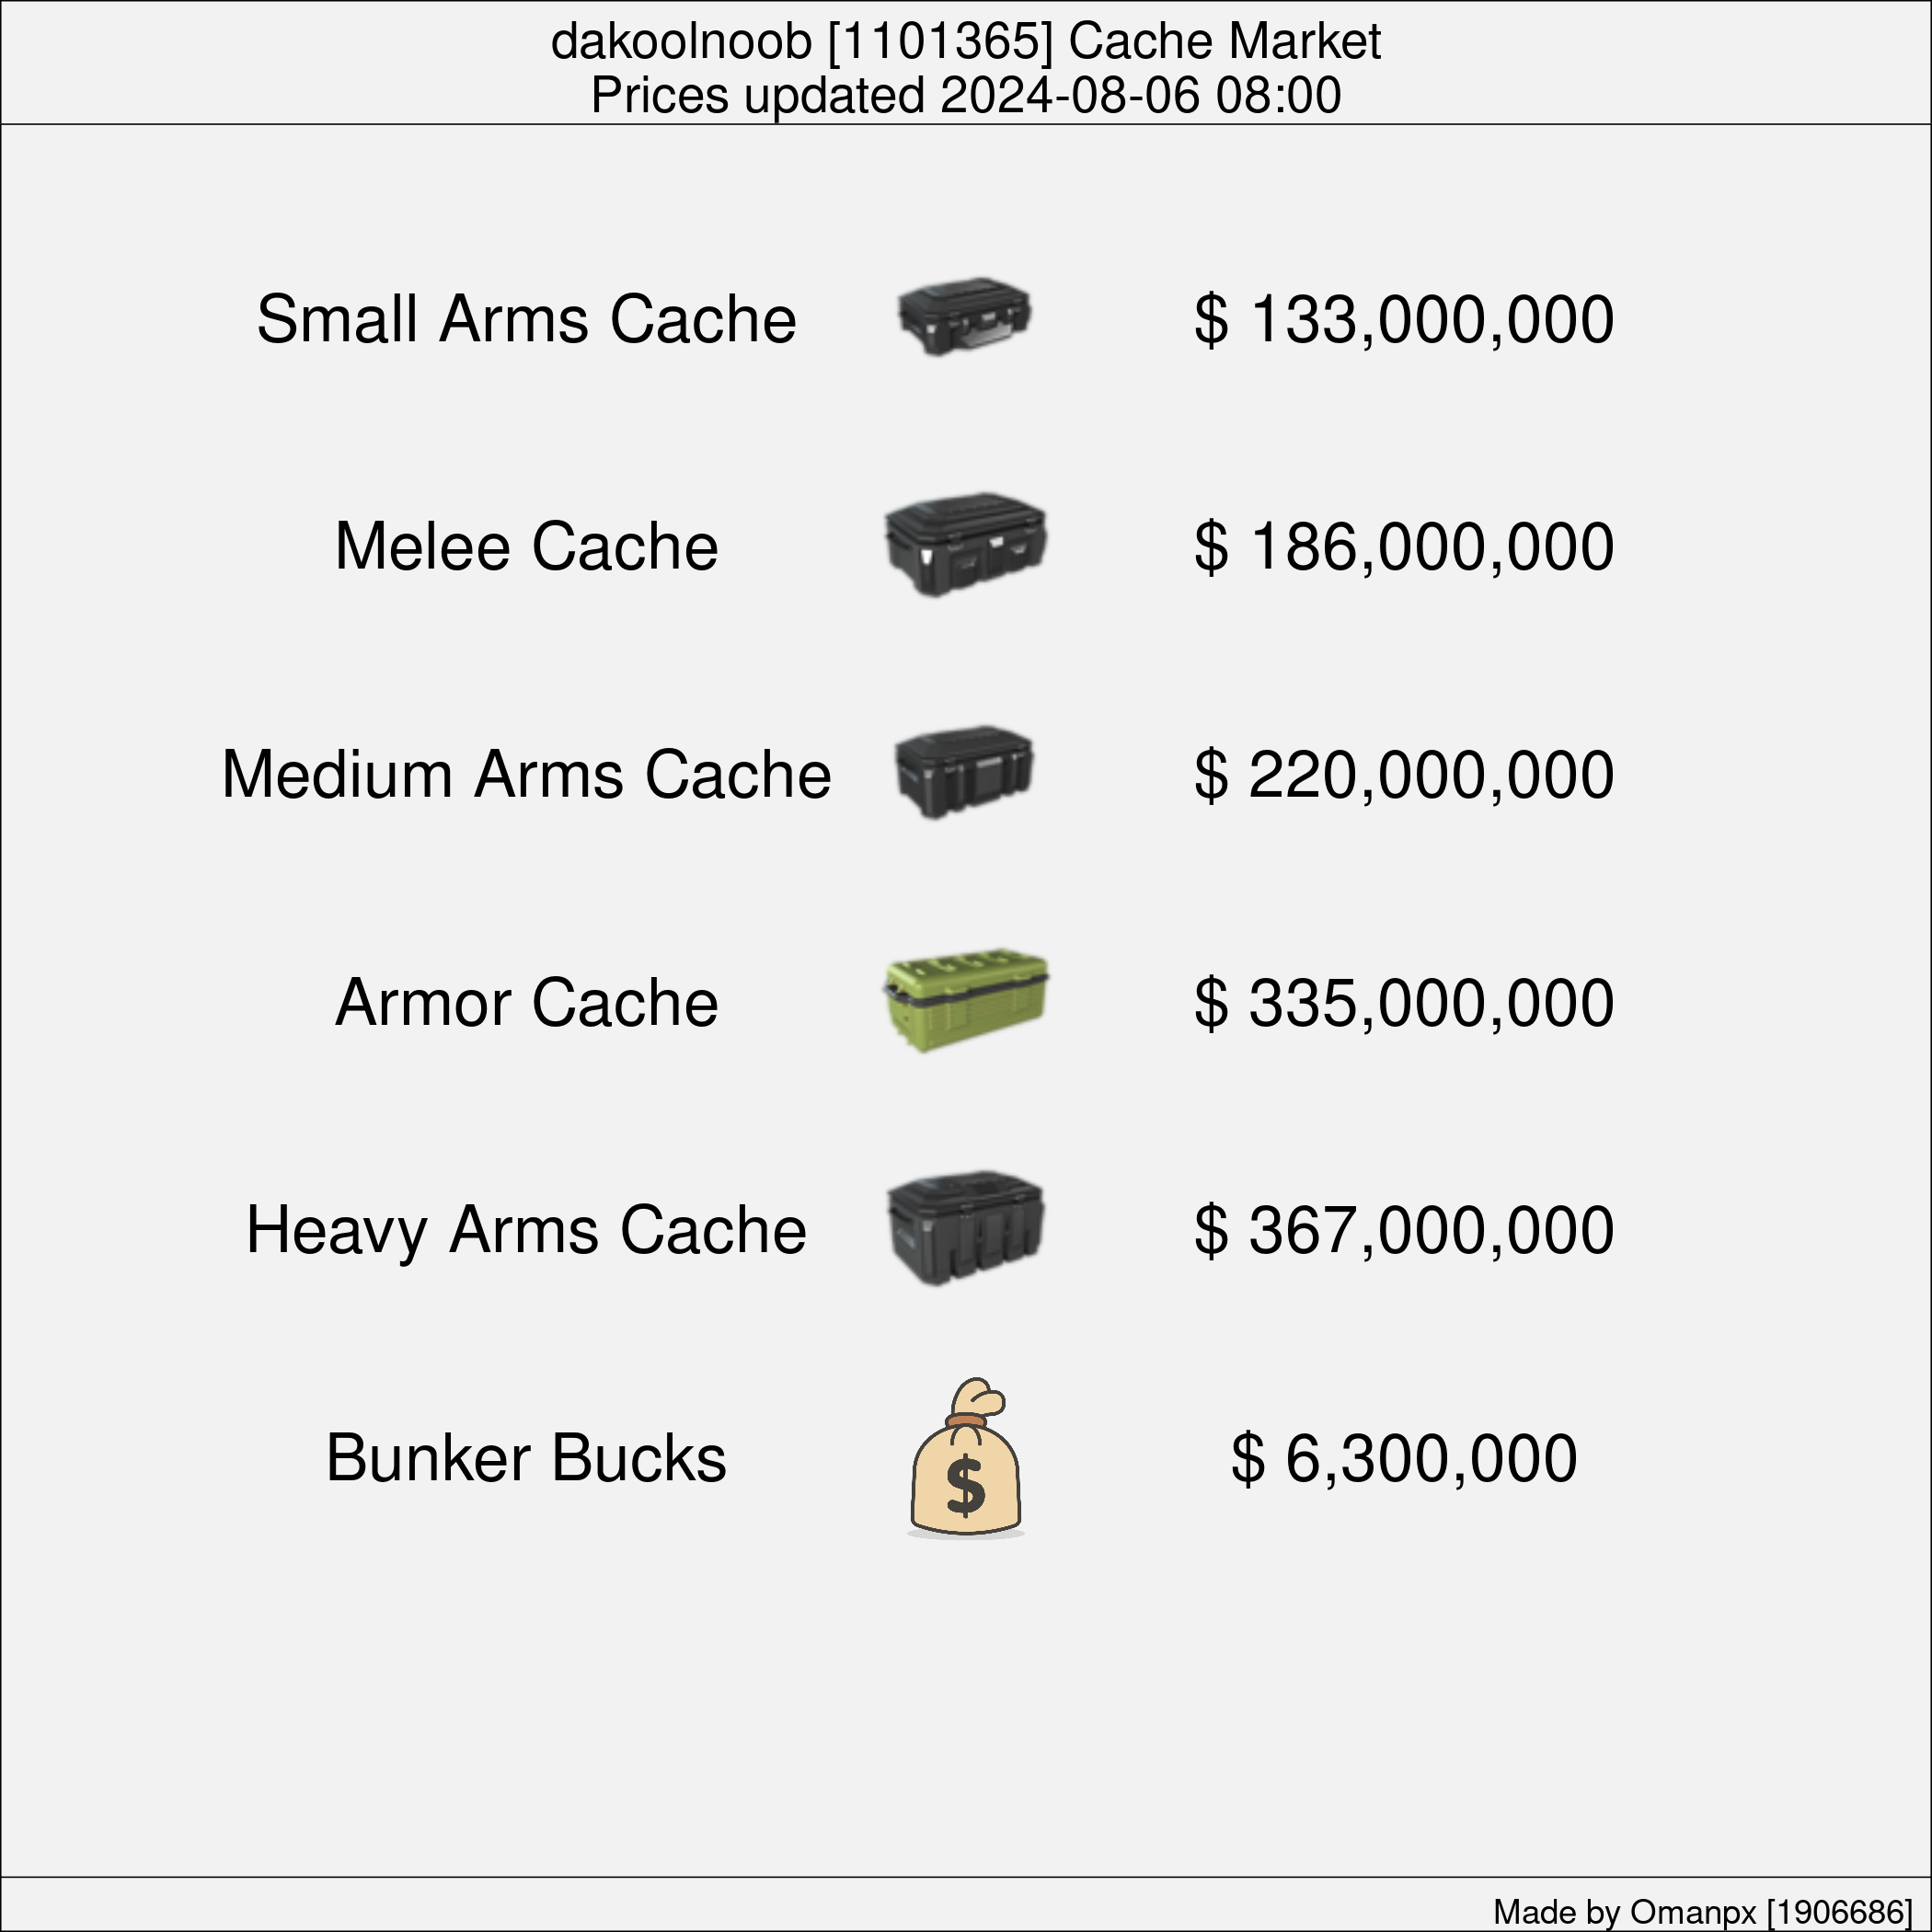 dakoolnoob [1101365] Cache Market
Prices updated 2024-08-06 08:00
Small Arms Cache $ 133,000,000
Melee Cache $ 186,000,000
Medium Arms Cache $ 220,000,000
Armor Cache $ 335,000,000
Heavy Arms Cache $ 367,000,000
Bunker Bucks $ $ 6,300,000
Made by Omanpx [1906686]